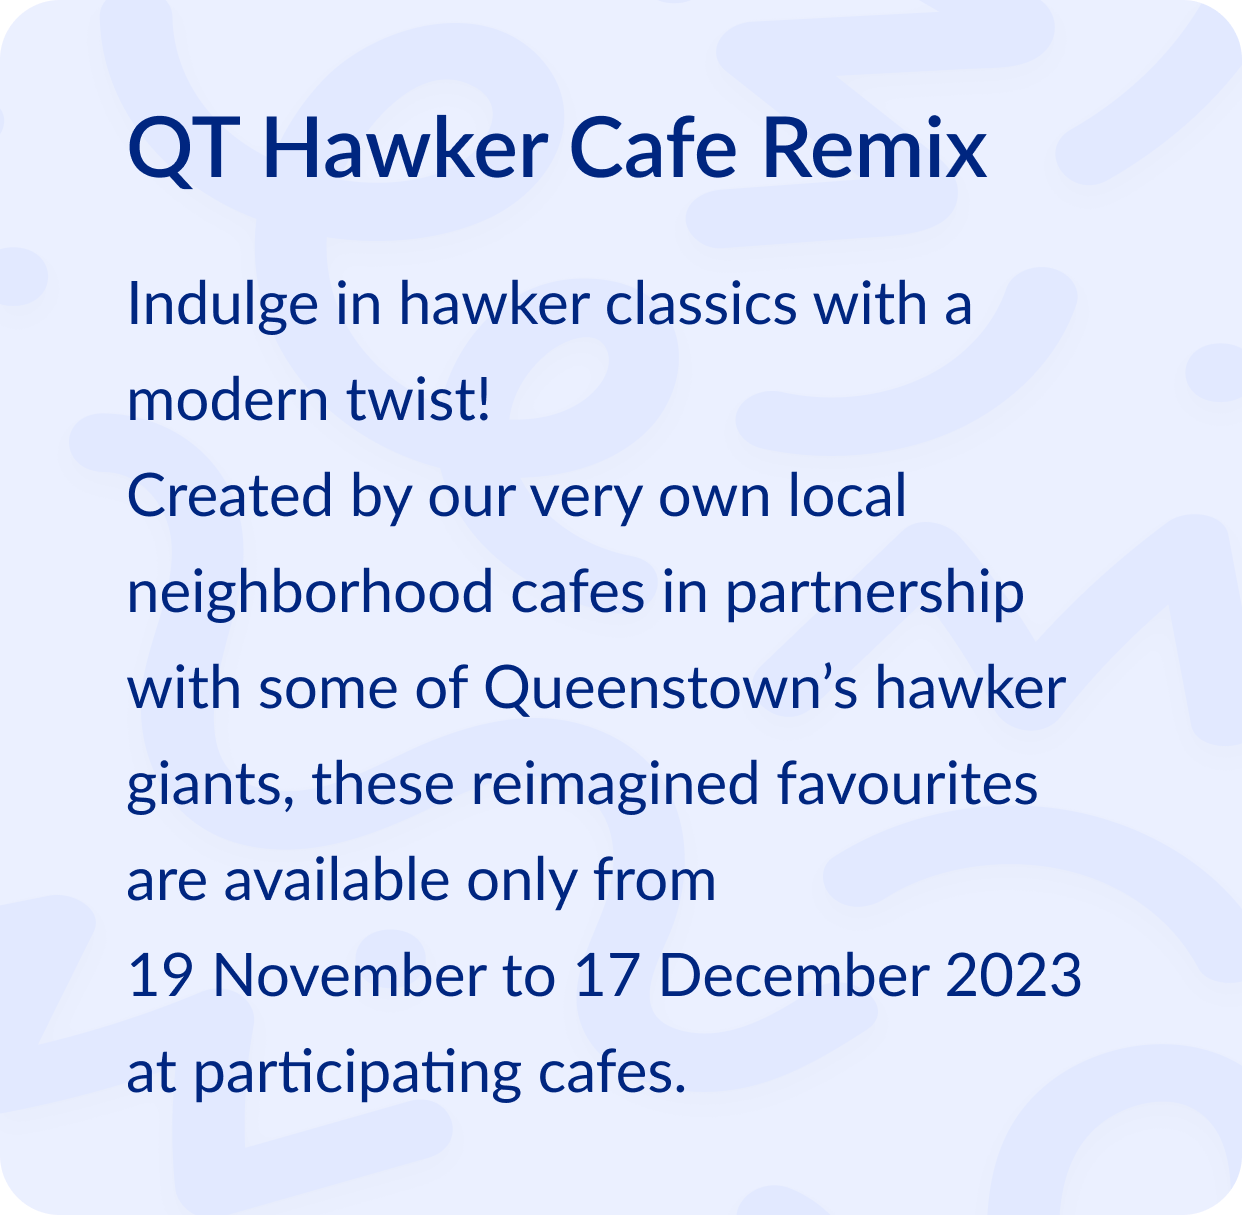 QT Hawker Cafe Remix
Indulge in hawker classics with a
modern twist!
Created by our very own local
neighborhood cafes in partnership
with some of Queenstown’s hawker
giants, these reimagined favourites
are available only from
19 November to 17 December 2023
at participating cafes.